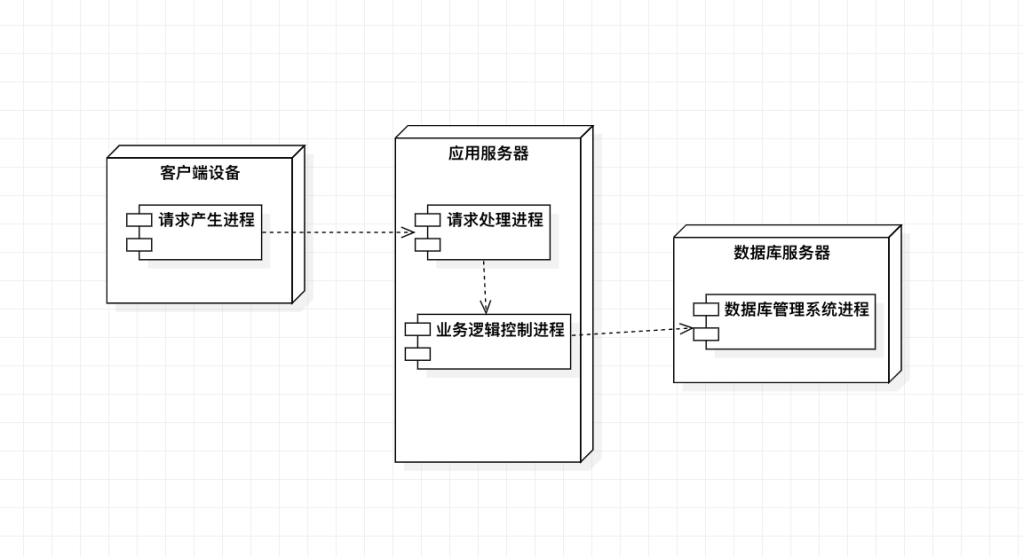 客户端设备
请求产生进程
应用服务器
请求处理进程
业务逻辑控制进程
数据库服务器
数据库管理系统进程